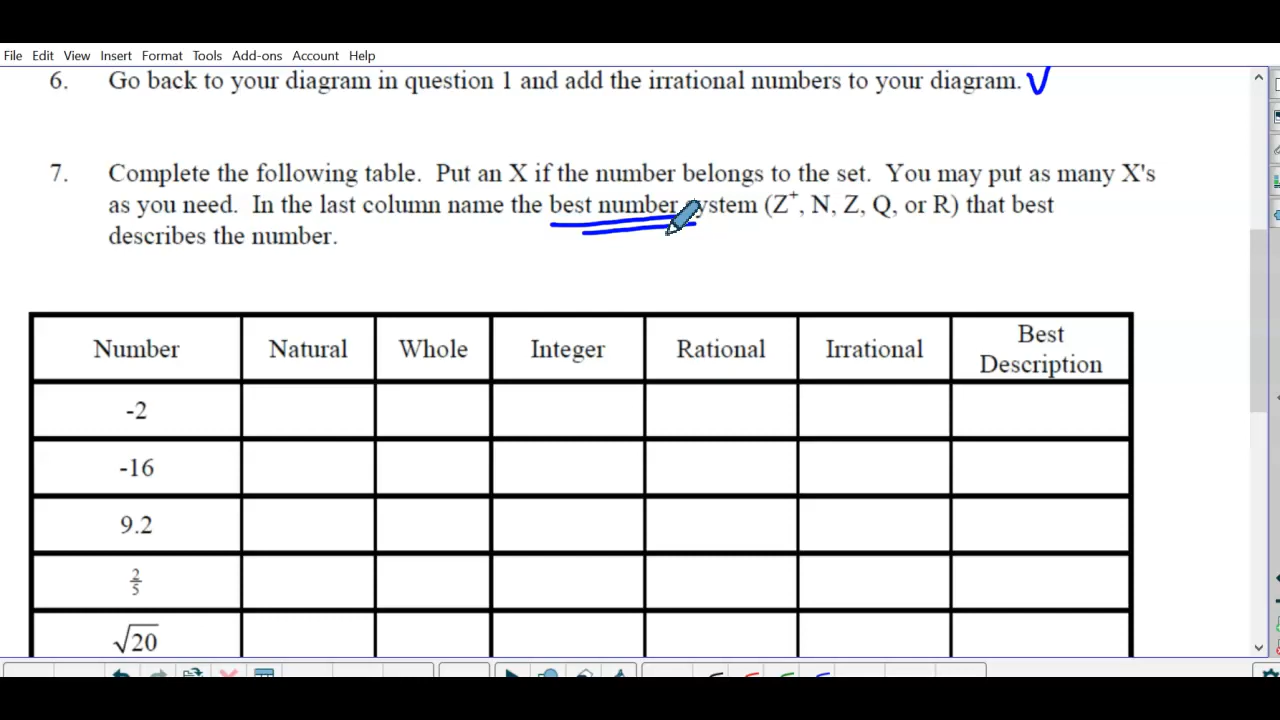 File Edit View Insert Format Tools Add-ons Account Help
6. Go back to your diagram in question 1 and add the irrational numbers to your diagram. √
7. Complete the following table. Put an X if the number belongs to the set. You may put as many X's
as you need. In the last column name the best number ystem (Z⁺, N, Z, Q, or R) that best
describes the number.
Number Natural Whole Integer Rational Irrational Best Description
-2
-16
9.2
2/5
√20